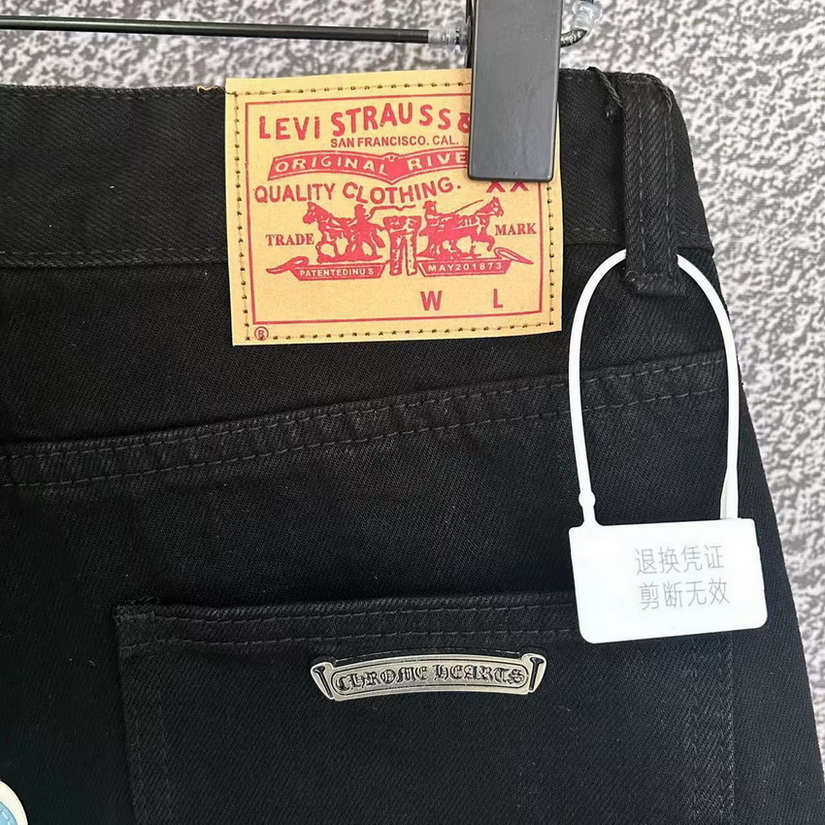 LEVI STRAUSS &
SAN FRANCISCO. CAL.
ORIGINAL RIVE
QUALITY CLOTHING. XX
TRADE MARK
PATENTEDINUS MAY201873
W L
®
退换凭证
剪断无效
CHROME HEARTS